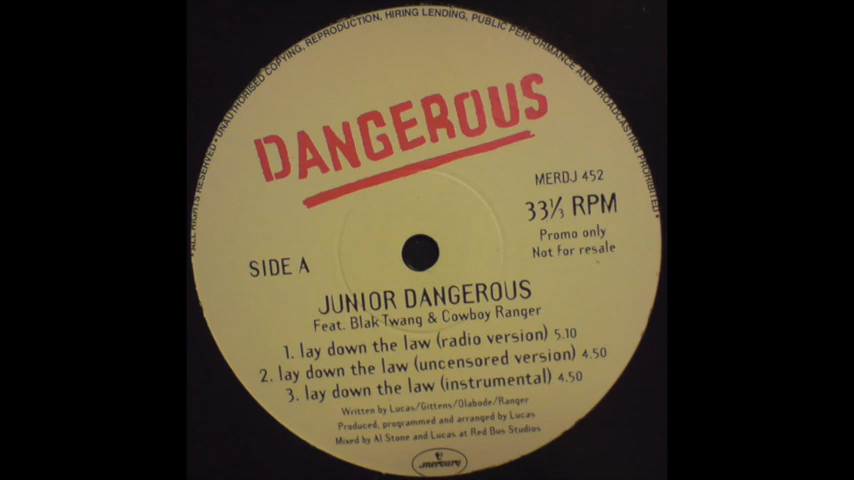 • ALL RIGHTS RESERVED • UNAUTHORISED COPYING, REPRODUCTION, HIRING LENDING, PUBLIC PERFORMANCE AND BROADCASTING PROHIBITED •
DANGEROUS
MERDJ 452
33⅓ RPM
Promo only
Not for resale
SIDE A
JUNIOR DANGEROUS
Feat. Blak Twang & Cowboy Ranger
1. lay down the law (radio version) 5.10
2. lay down the law (uncensored version) 4.50
3. lay down the law (instrumental) 4.50
Written by Lucas/Gittens/Olabode/Ranger
Produced, programmed and arranged by Lucas
Mixed by Al Stone and Lucas at Red Bus Studios
mercury